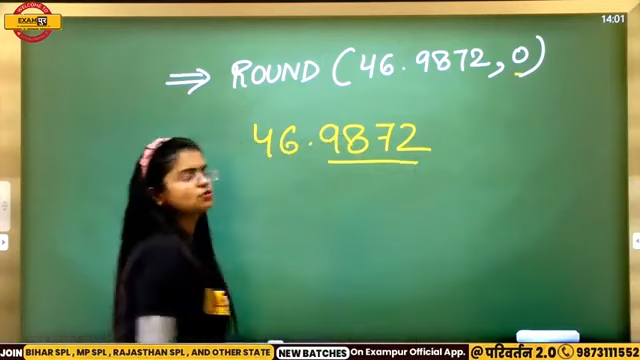 WELCOME TO
EXAMपुर
14:01
⇒ ROUND (46.9872,0)
46.9872
JOIN BIHAR SPL , MP SPL , RAJASTHAN SPL , AND OTHER STATE NEW BATCHES On Exampur Official App. @ परिवर्तन 2.0 9873111552